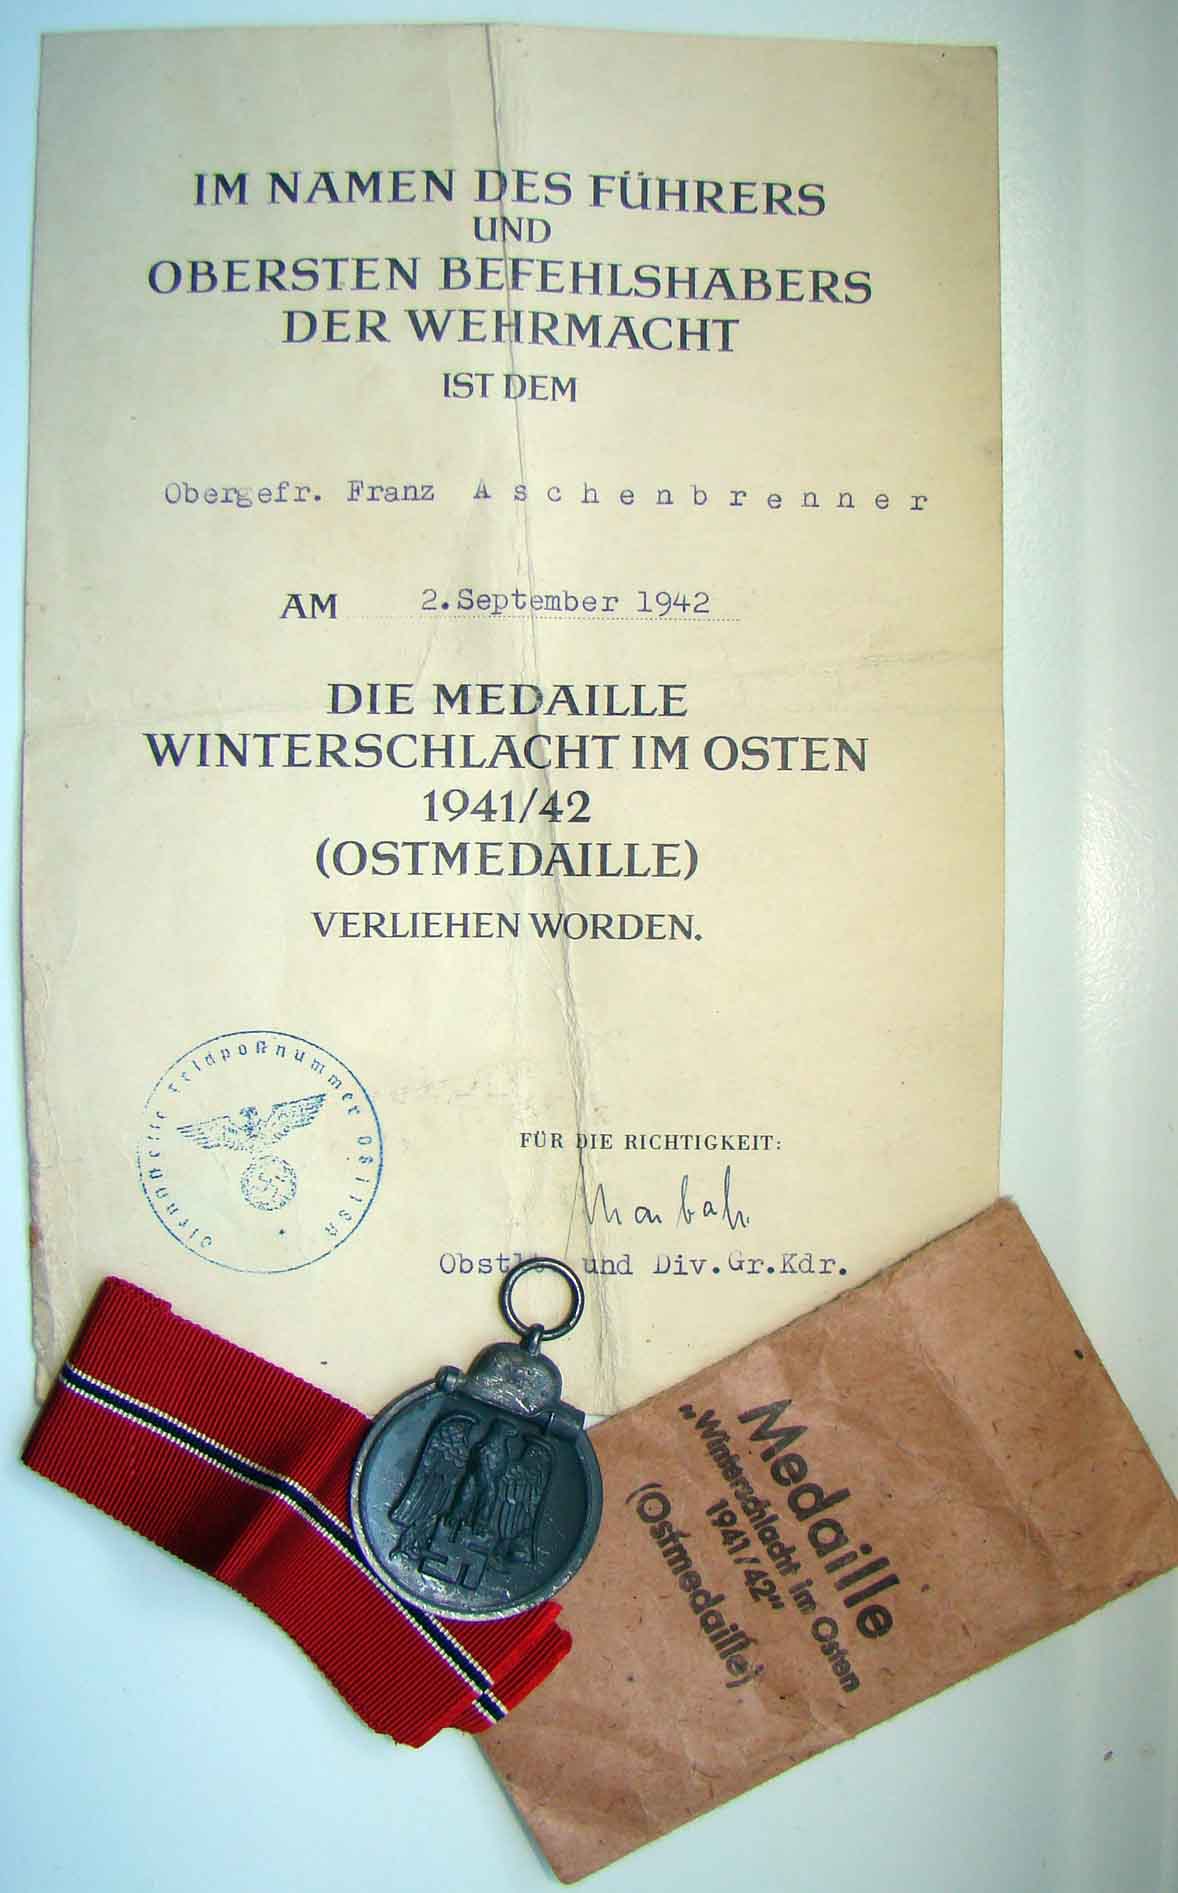 IM NAMEN DES FÜHRERS
UND
OBERSTEN BEFEHLSHABERS
DER WEHRMACHT
IST DEM
Obergefr. Franz Aschenbrenner
AM 2.September 1942
DIE MEDAILLE
WINTERSCHLACHT IM OSTEN
1941/42
(OSTMEDAILLE)
VERLIEHEN WORDEN.
Dienststelle Feldpostnummer
FÜR DIE RICHTIGKEIT:
und Div.Gr.Kdr.
Medaille
„Winterschlacht im Osten
1941/42"
(Ostmedaille)